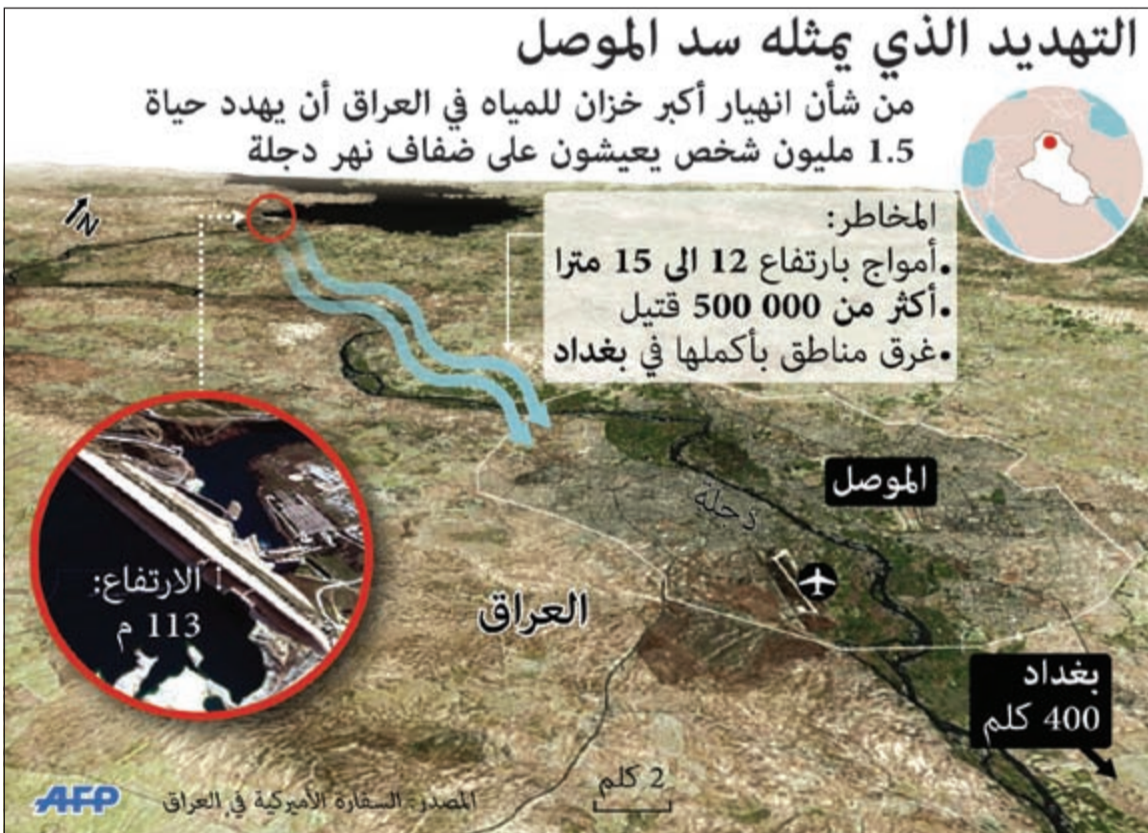 التهديد الذي يمثله سد الموصل
من شأن انهيار أكبر خزان للمياه في العراق أن يهدد حياة
1.5 مليون شخص يعيشون على ضفاف نهر دجلة
N
المخاطر:
•أمواج بارتفاع 12 الى 15 مترا
•أكثر من 000 500 قتيل
•غرق مناطق بأكملها في بغداد
الموصل
دجلة
الارتفاع:
113 م
العراق
بغداد
400 كلم
2 كلم
المصدر: السفاره الأميركية في العراق
AFP